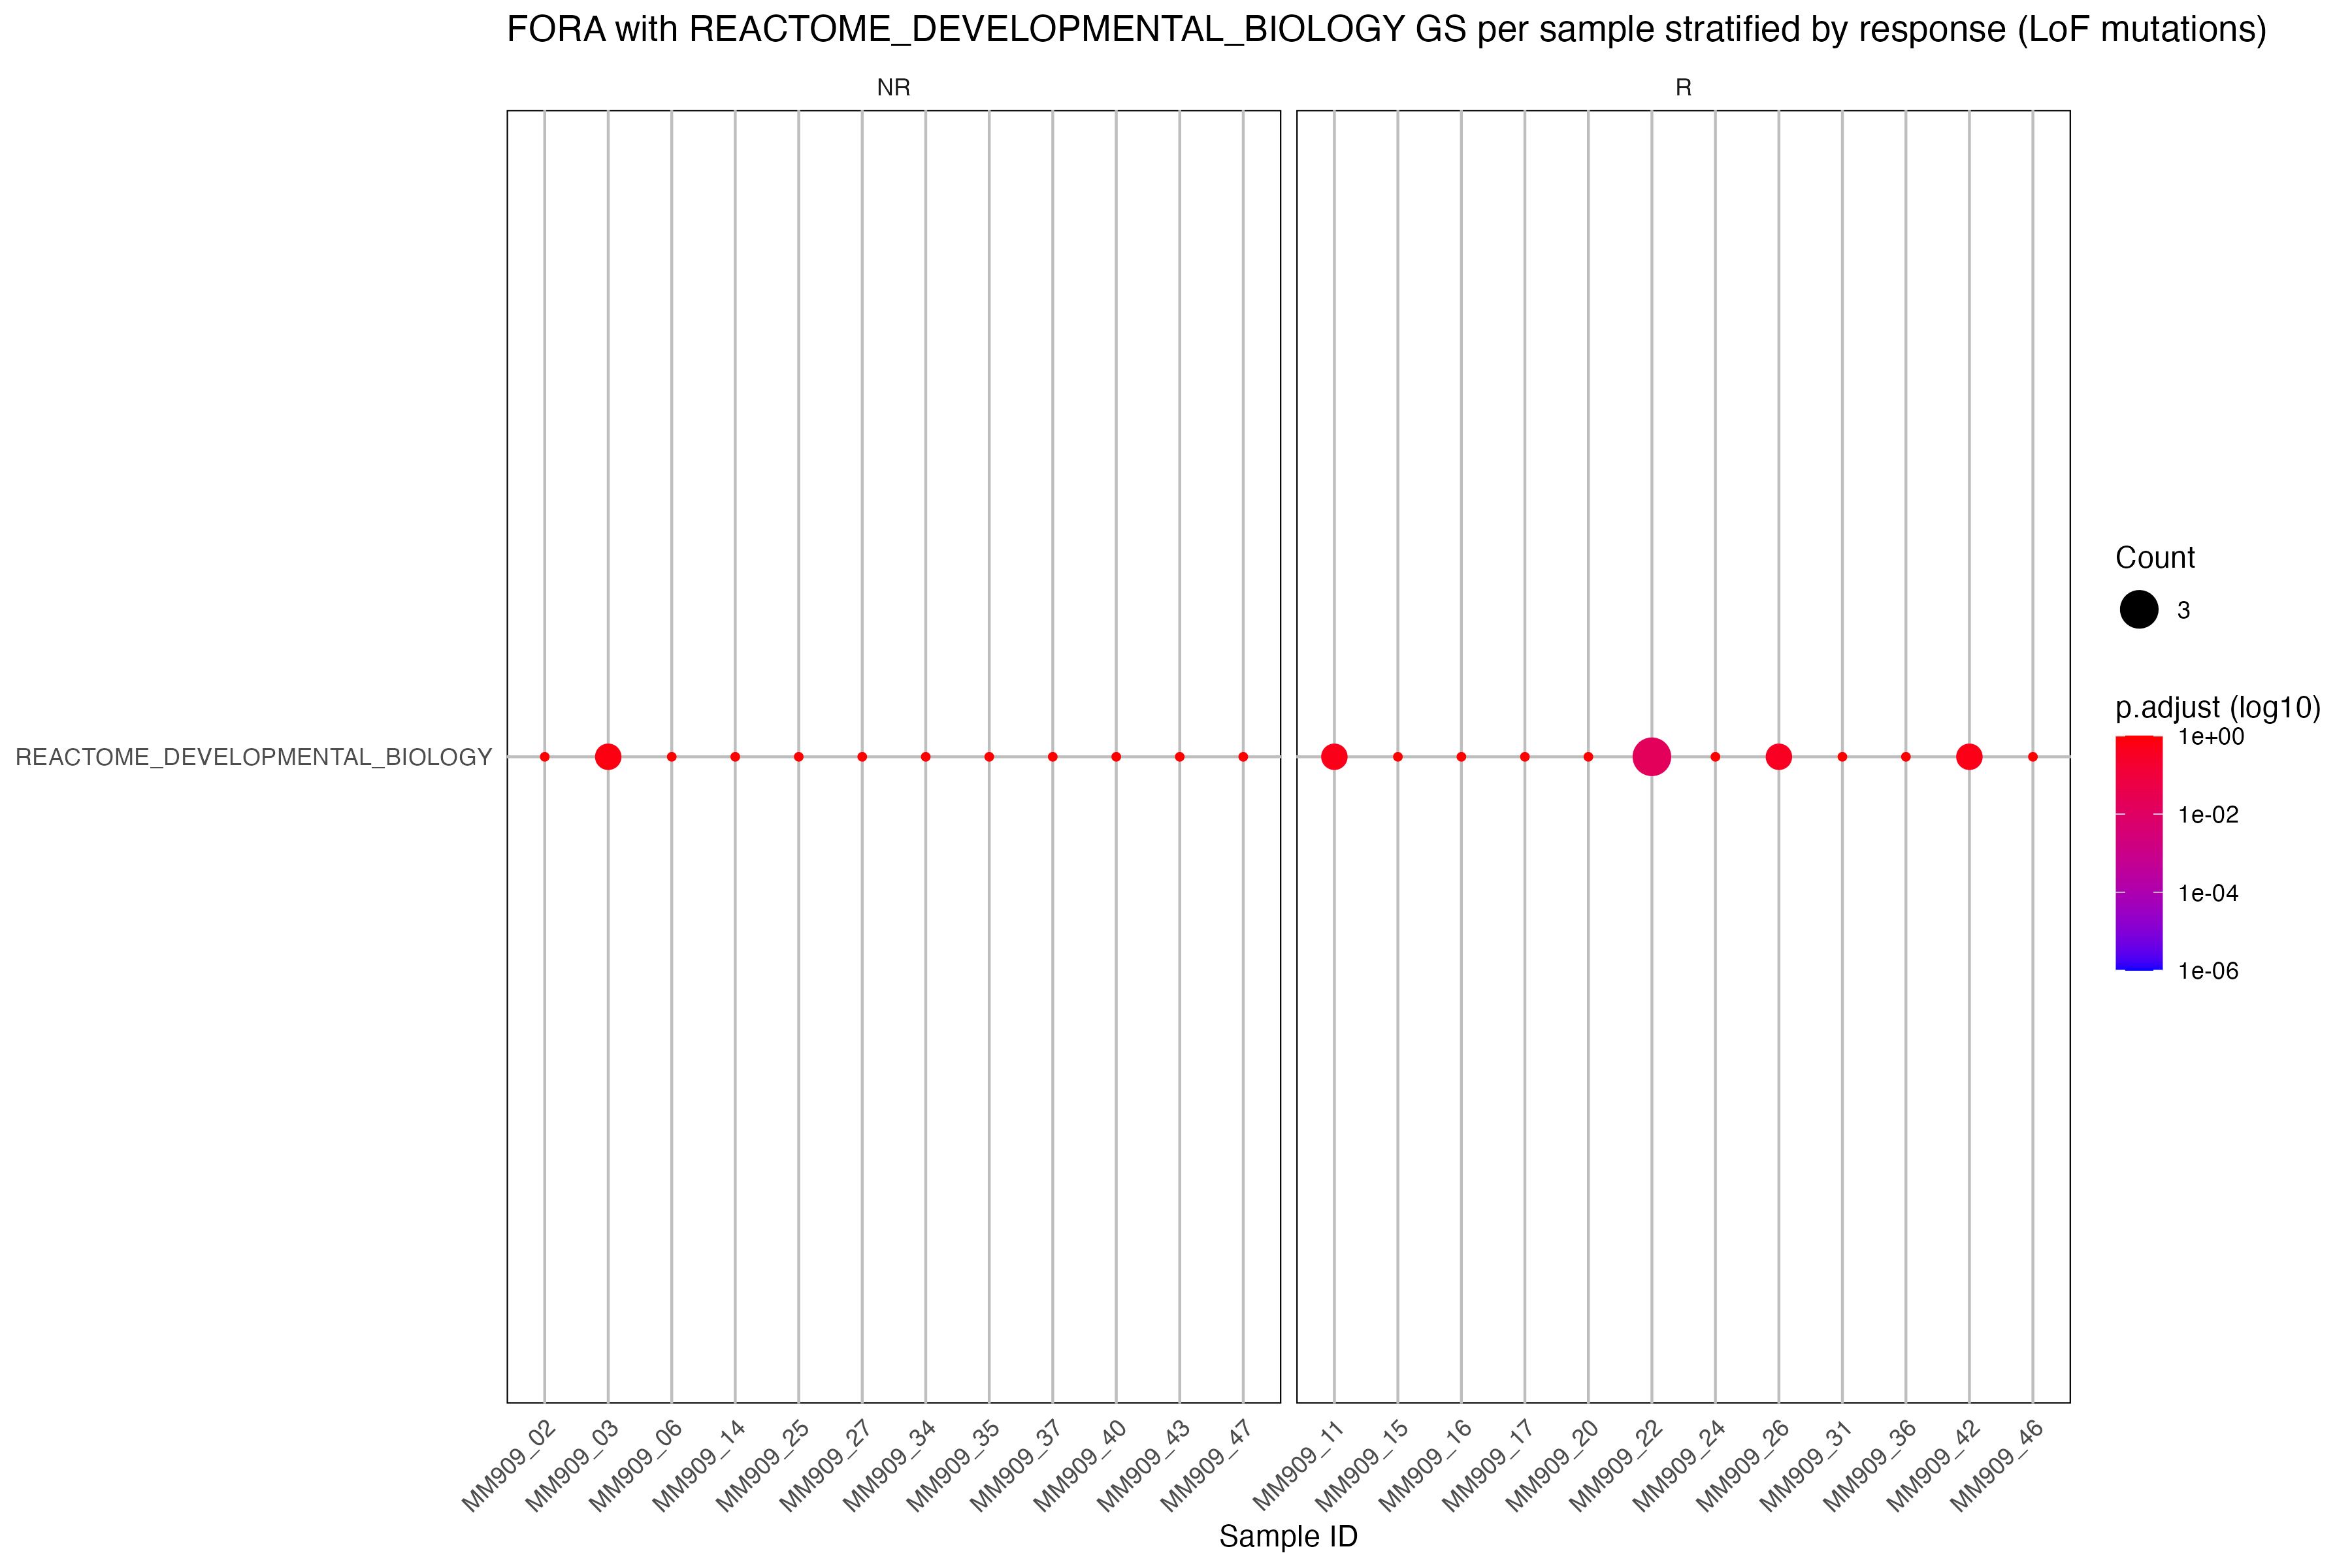 FORA with REACTOME_DEVELOPMENTAL_BIOLOGY GS per sample stratified by response (LoF mutations)
NR
R
REACTOME_DEVELOPMENTAL_BIOLOGY
Count
3
p.adjust (log10)
1e+00
1e-02
1e-04
1e-06
MM909_02
MM909_03
MM909_06
MM909_14
MM909_25
MM909_27
MM909_34
MM909_35
MM909_37
MM909_40
MM909_43
MM909_47
MM909_11
MM909_15
MM909_16
MM909_17
MM909_20
MM909_22
MM909_24
MM909_26
MM909_31
MM909_36
MM909_42
MM909_46
Sample ID